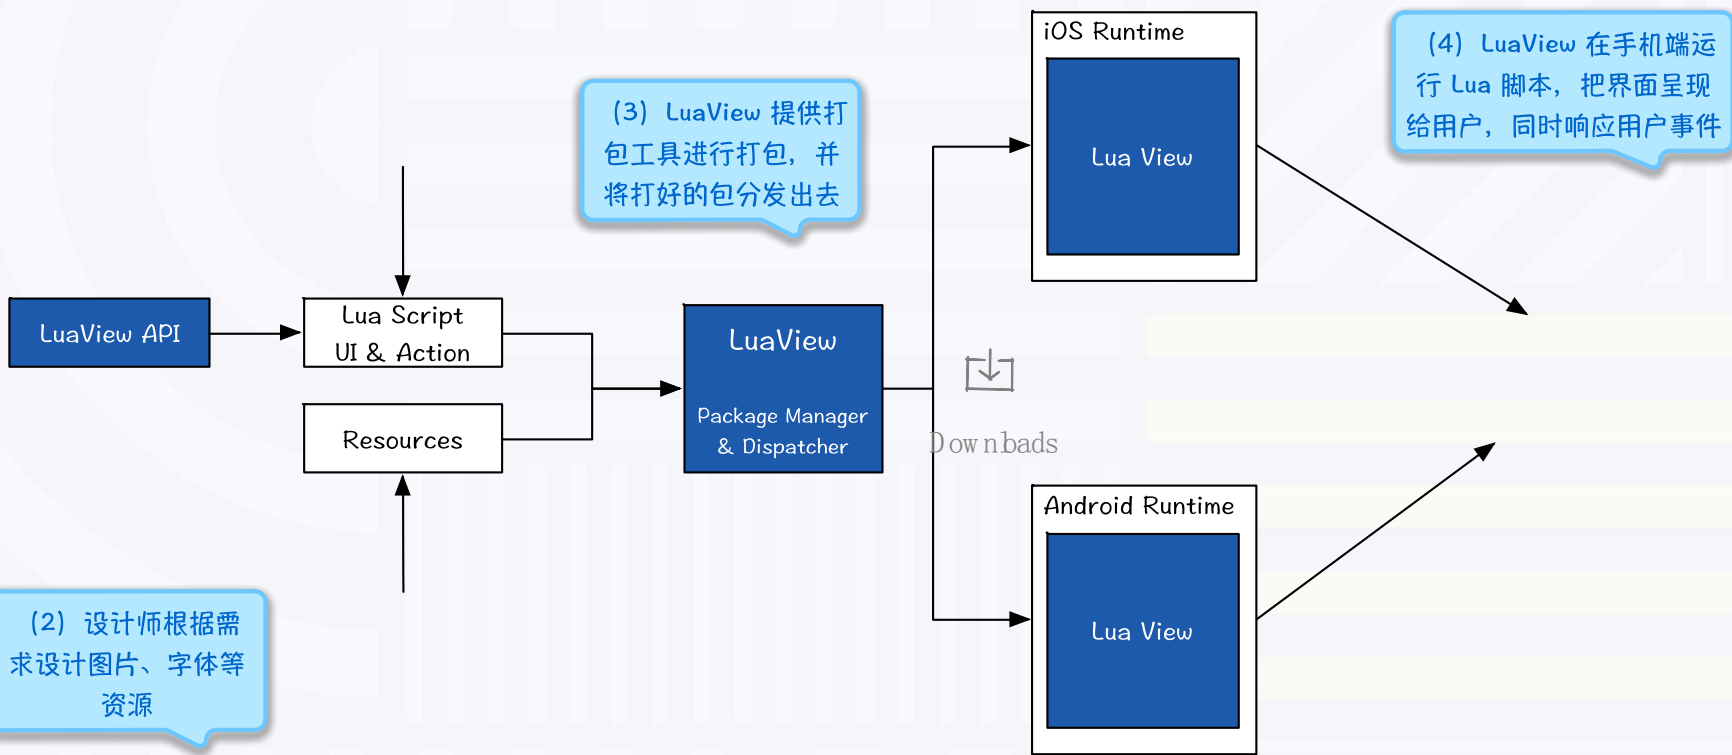 iOS Runtime
Lua View
(4) LuaView 在手机端运
行 Lua 脚本，把界面呈现
给用户，同时响应用户事件
(3) LuaView 提供打
包工具进行打包，并
将打好的包分发出去
LuaView API
Lua Script
UI & Action
Resources
LuaView
Package Manager
& Dispatcher
Downloads
Android Runtime
Lua View
(2) 设计师根据需
求设计图片、字体等
资源